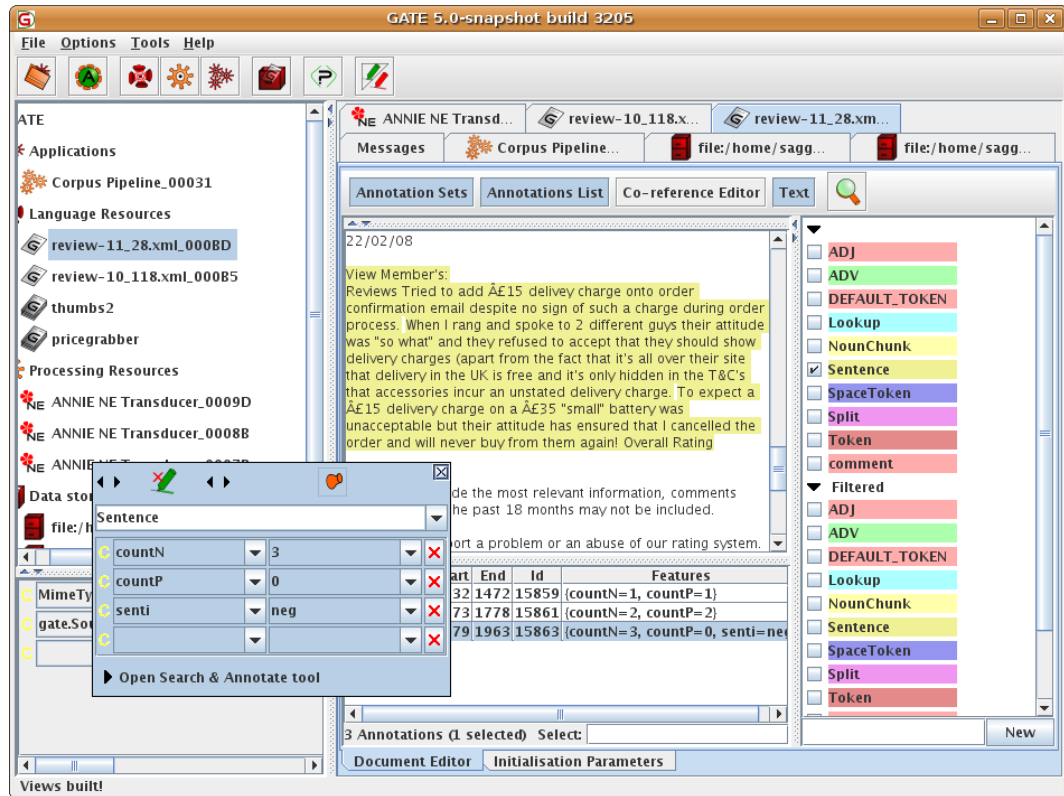 GATE 5.0-snapshot build 3205
File Options Tools Help
ATE
Applications
Corpus Pipeline_00031
Language Resources
review-11_28.xml_000BD
review-10_118.xml_000B5
thumbs2
pricegrabber
Processing Resources
ANNIE NE Transducer_0009D
ANNIE NE Transducer_0008B
ANNIE
Data stor
file:/h
MimeTy
gate.Sou
ANNIE NE Transd...
review-10_118.x...
review-11_28.xm...
Messages
Corpus Pipeline...
file:/home/sagg...
file:/home/sagg...
Annotation Sets
Annotations List
Co-reference Editor
Text
22/02/08
View Member's:
Reviews Tried to add Â£15 delivey charge onto order
confirmation email despite no sign of such a charge during order
process. When I rang and spoke to 2 different guys their attitude
was "so what" and they refused to accept that they should show
delivery charges (apart from the fact that it's all over their site
that delivery in the UK is free and it's only hidden in the T&C's
that accessories incur an unstated delivery charge. To expect a
Â£15 delivery charge on a Â£35 "small" battery was
unacceptable but their attitude has ensured that I cancelled the
order and will never buy from them again! Overall Rating
de the most relevant information, comments
he past 18 months may not be included.
ort a problem or an abuse of our rating system.
art End Id Features
32 1472 15859 {countN=1, countP=1}
73 1778 15861 {countN=2, countP=2}
79 1963 15863 {countN=3, countP=0, senti=neg
3 Annotations (1 selected) Select:
Document Editor
Initialisation Parameters
ADJ
ADV
DEFAULT_TOKEN
Lookup
NounChunk
Sentence
SpaceToken
Split
Token
comment
Filtered
ADJ
ADV
DEFAULT_TOKEN
Lookup
NounChunk
Sentence
SpaceToken
Split
Token
New
Sentence
C countN 3
C countP 0
C senti neg
C
Open Search & Annotate tool
Views built!